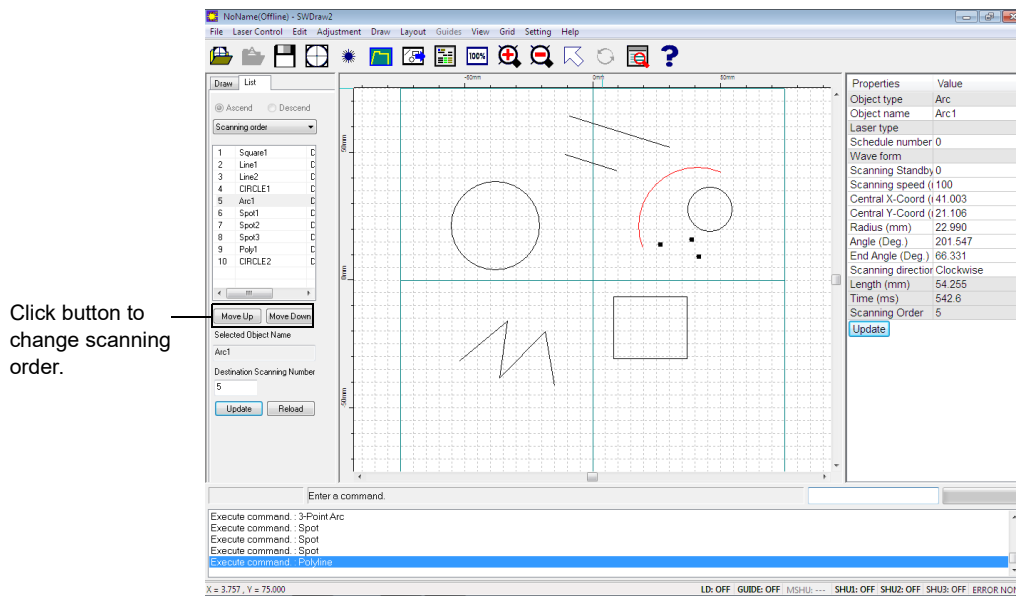 NoName(Offline) - SWDraw2
File Laser Control Edit Adjustment Draw Layout Guides View Grid Setting Help
100%
Draw List
Ascend Descend
Scanning order
1 Square1 D
2 Line1 D
3 Line2 D
4 CIRCLE1 D
5 Arc1 D
6 Spot1 D
7 Spot2 D
8 Spot3 D
9 Poly1 D
10 CIRCLE2 D
Move Up Move Down
Selected Object Name
Arc1
Destination Scanning Number
5
Update Reload
Click button to
change scanning
order.
-50mm 0mm 50mm
50mm
0mm
-50mm
Properties Value
Object type Arc
Object name Arc1
Laser type
Schedule number 0
Wave form
Scanning Standby 0
Scanning speed (r 100
Central X-Coord (r 41.003
Central Y-Coord (r 21.106
Radius (mm) 22.990
Angle (Deg.) 201.547
End Angle (Deg.) 66.331
Scanning direction Clockwise
Length (mm) 54.255
Time (ms) 542.6
Scanning Order 5
Update
Enter a command.
Execute command. : 3-Point Arc
Execute command. : Spot
Execute command. : Spot
Execute command. : Spot
Execute command. : Polyline
X = 3.757 , Y = 75.000 LD: OFF GUIDE: OFF MSHU: --- SHU1: OFF SHU2: OFF SHU3: OFF ERROR NON